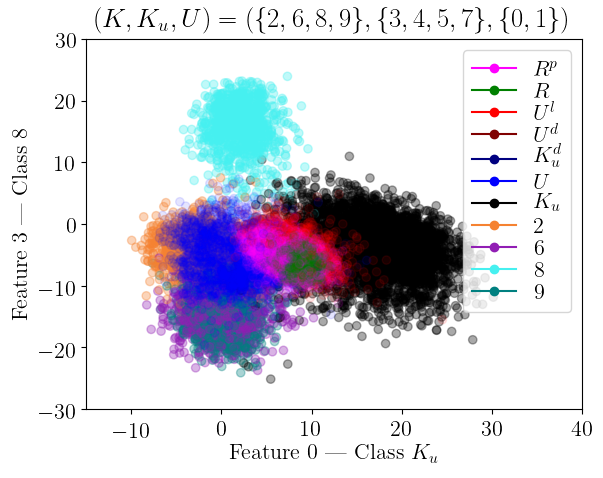 (K, K_u, U) = ({2, 6, 8, 9}, {3, 4, 5, 7}, {0, 1})
30
20
10
0
−10
−20
−30
Feature 3 — Class 8
−10 0 10 20 30 40
Feature 0 — Class K_u
R^p
R
U^l
U^d
K_u^d
U
K_u
2
6
8
9